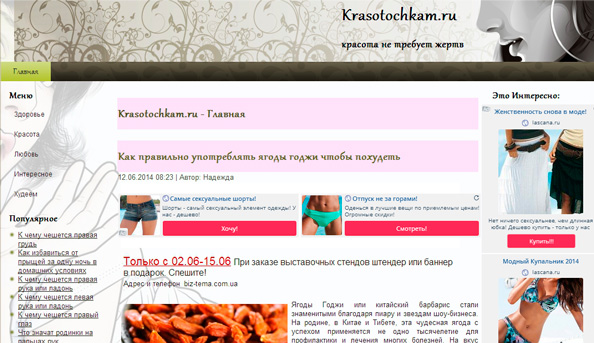 Krasotochkam.ru
красота не требует жертв
Главная
Меню
Здоровье
Красота
Любовь
Интересное
Худеем
Популярное
К чему чешется правая
грудь
Как избавиться от
прыщей за одну ночь в
домашних условиях
К чему чешется правая
рука или ладонь
К чему чешется левая
рука или ладонь
К чему чешется правый
глаз
Что значат родинки на
пальцах рук
Krasotochkam.ru - Главная
Как правильно употреблять ягоды годжи чтобы похудеть
12.06.2014 08:23 | Автор: Надежда
Самые сексуальные шорты!
Шорты - самый сексуальный элемент одежды! У
нас - дешево!
Хочу!
Отпуск не за горами!
Оденься в лучшие вещи по приемлемым ценам!
Огромные скидки!
Смотреть!
Только с 02.06-15.06 При заказе выставочных стендов штендер или баннер
в подарок. Спешите!
Адрес и телефон biz-tema.com.ua
Ягоды Годжи или китайский барбарис стали
знаменитыми благодаря пиару и звездам шоу-бизнеса.
На родине, в Китае и Тибете, эта чудесная ягода с
успехом применяется не одно тысячелетие для
профилактики и лечения многих болезней. На вкус
Это Интересно:
Женственность снова в моде!
lascana.ru
Нет ничего сексуальнее, чем длинная
юбка! Дешево купить - только у нас
Купить!!!
Модный Купальник 2014
lascana.ru